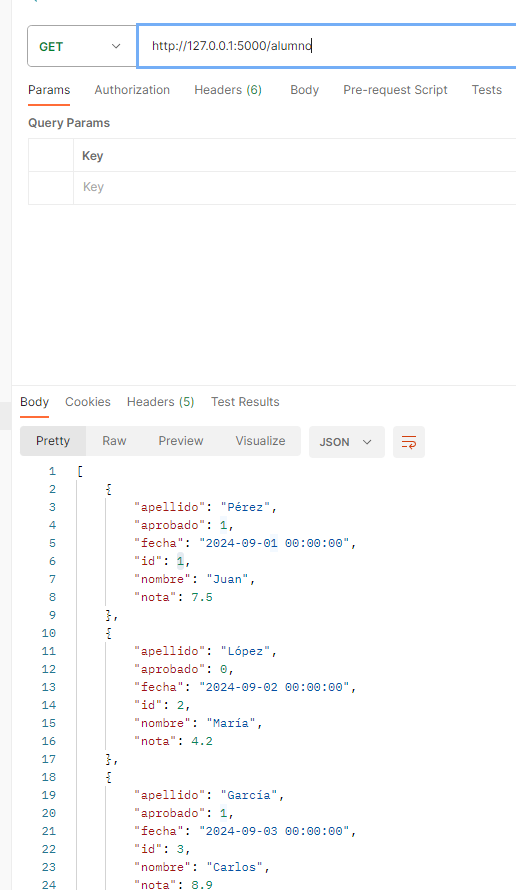 GET http://127.0.0.1:5000/alumno
Params Authorization Headers (6) Body Pre-request Script Tests
Query Params
Key
Key
Body Cookies Headers (5) Test Results
Pretty Raw Preview Visualize JSON
1 [
2 {
3 "apellido": "Pérez",
4 "aprobado": 1,
5 "fecha": "2024-09-01 00:00:00",
6 "id": 1,
7 "nombre": "Juan",
8 "nota": 7.5
9 },
10 {
11 "apellido": "López",
12 "aprobado": 0,
13 "fecha": "2024-09-02 00:00:00",
14 "id": 2,
15 "nombre": "María",
16 "nota": 4.2
17 },
18 {
19 "apellido": "García",
20 "aprobado": 1,
21 "fecha": "2024-09-03 00:00:00",
22 "id": 3,
23 "nombre": "Carlos",
24 "nota": 8.9